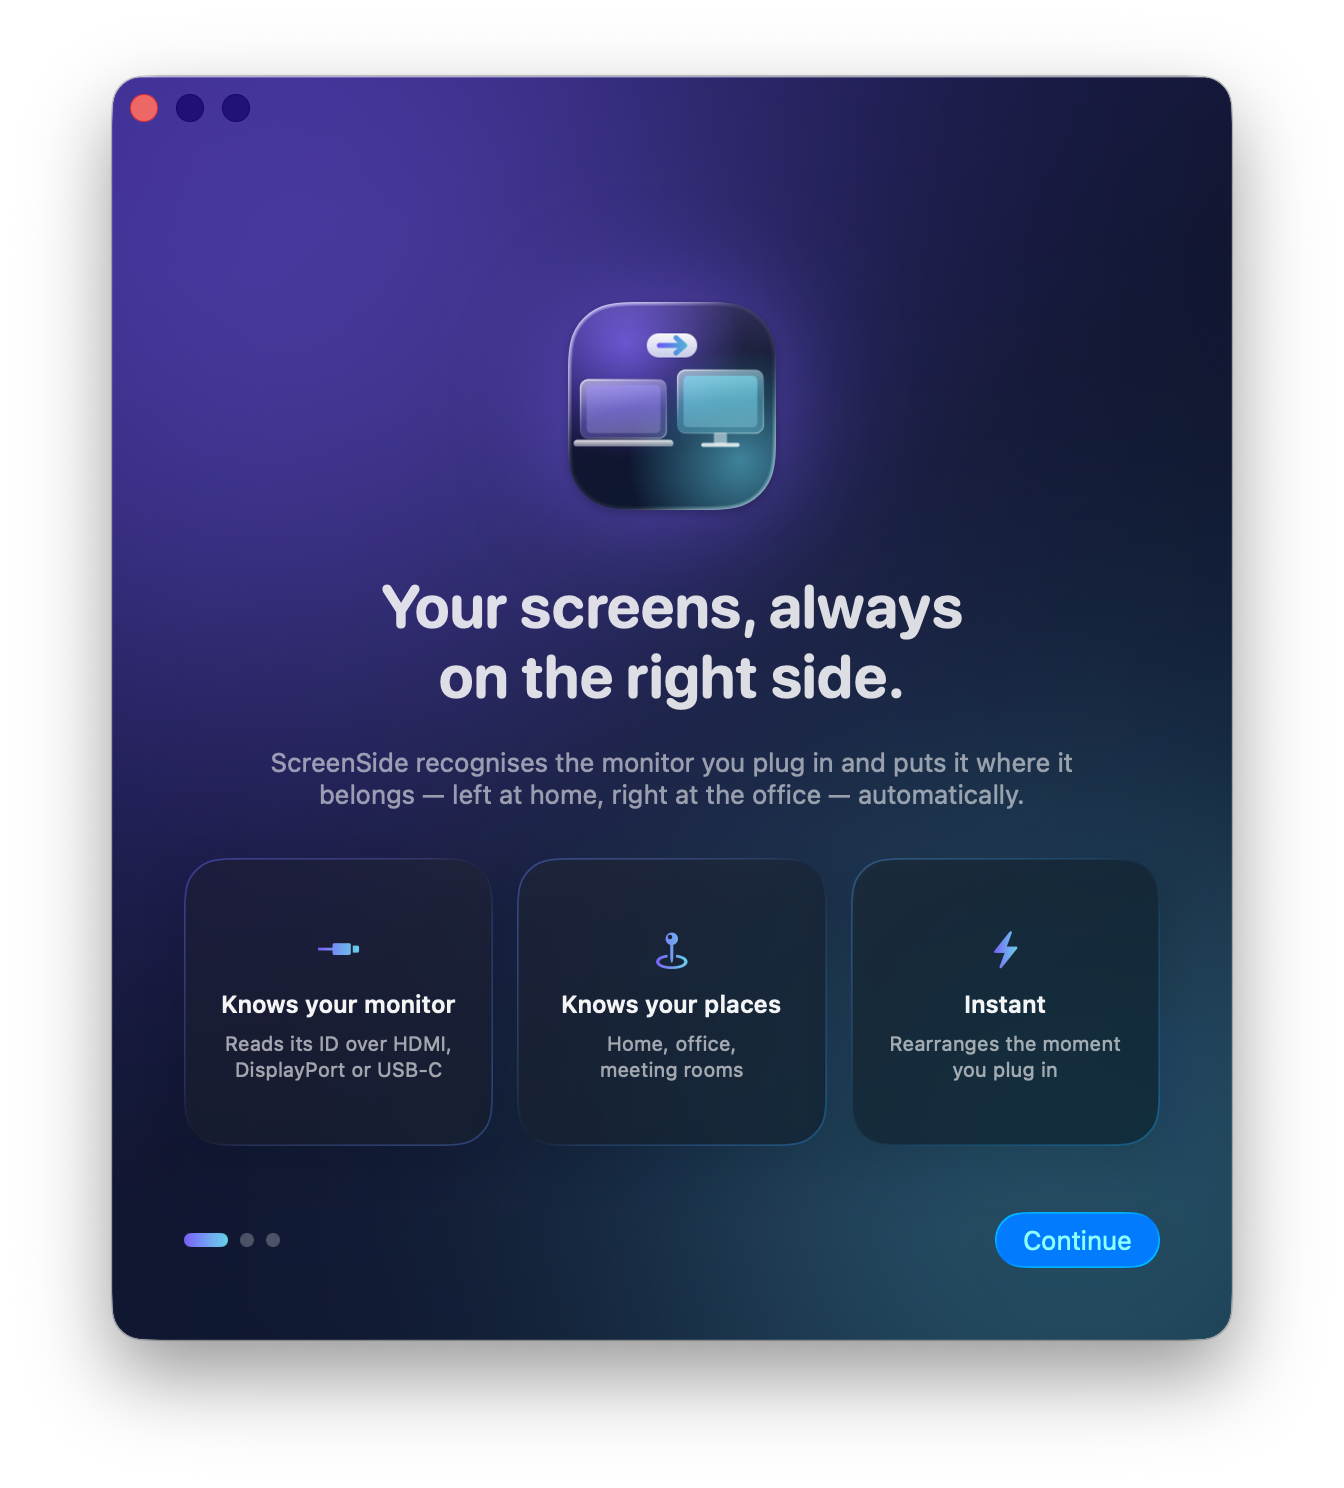 Your screens, always
on the right side.
ScreenSide recognises the monitor you plug in and puts it where it
belongs — left at home, right at the office — automatically.
Knows your monitor
Reads its ID over HDMI,
DisplayPort or USB-C
Knows your places
Home, office,
meeting rooms
Instant
Rearranges the moment
you plug in
Continue